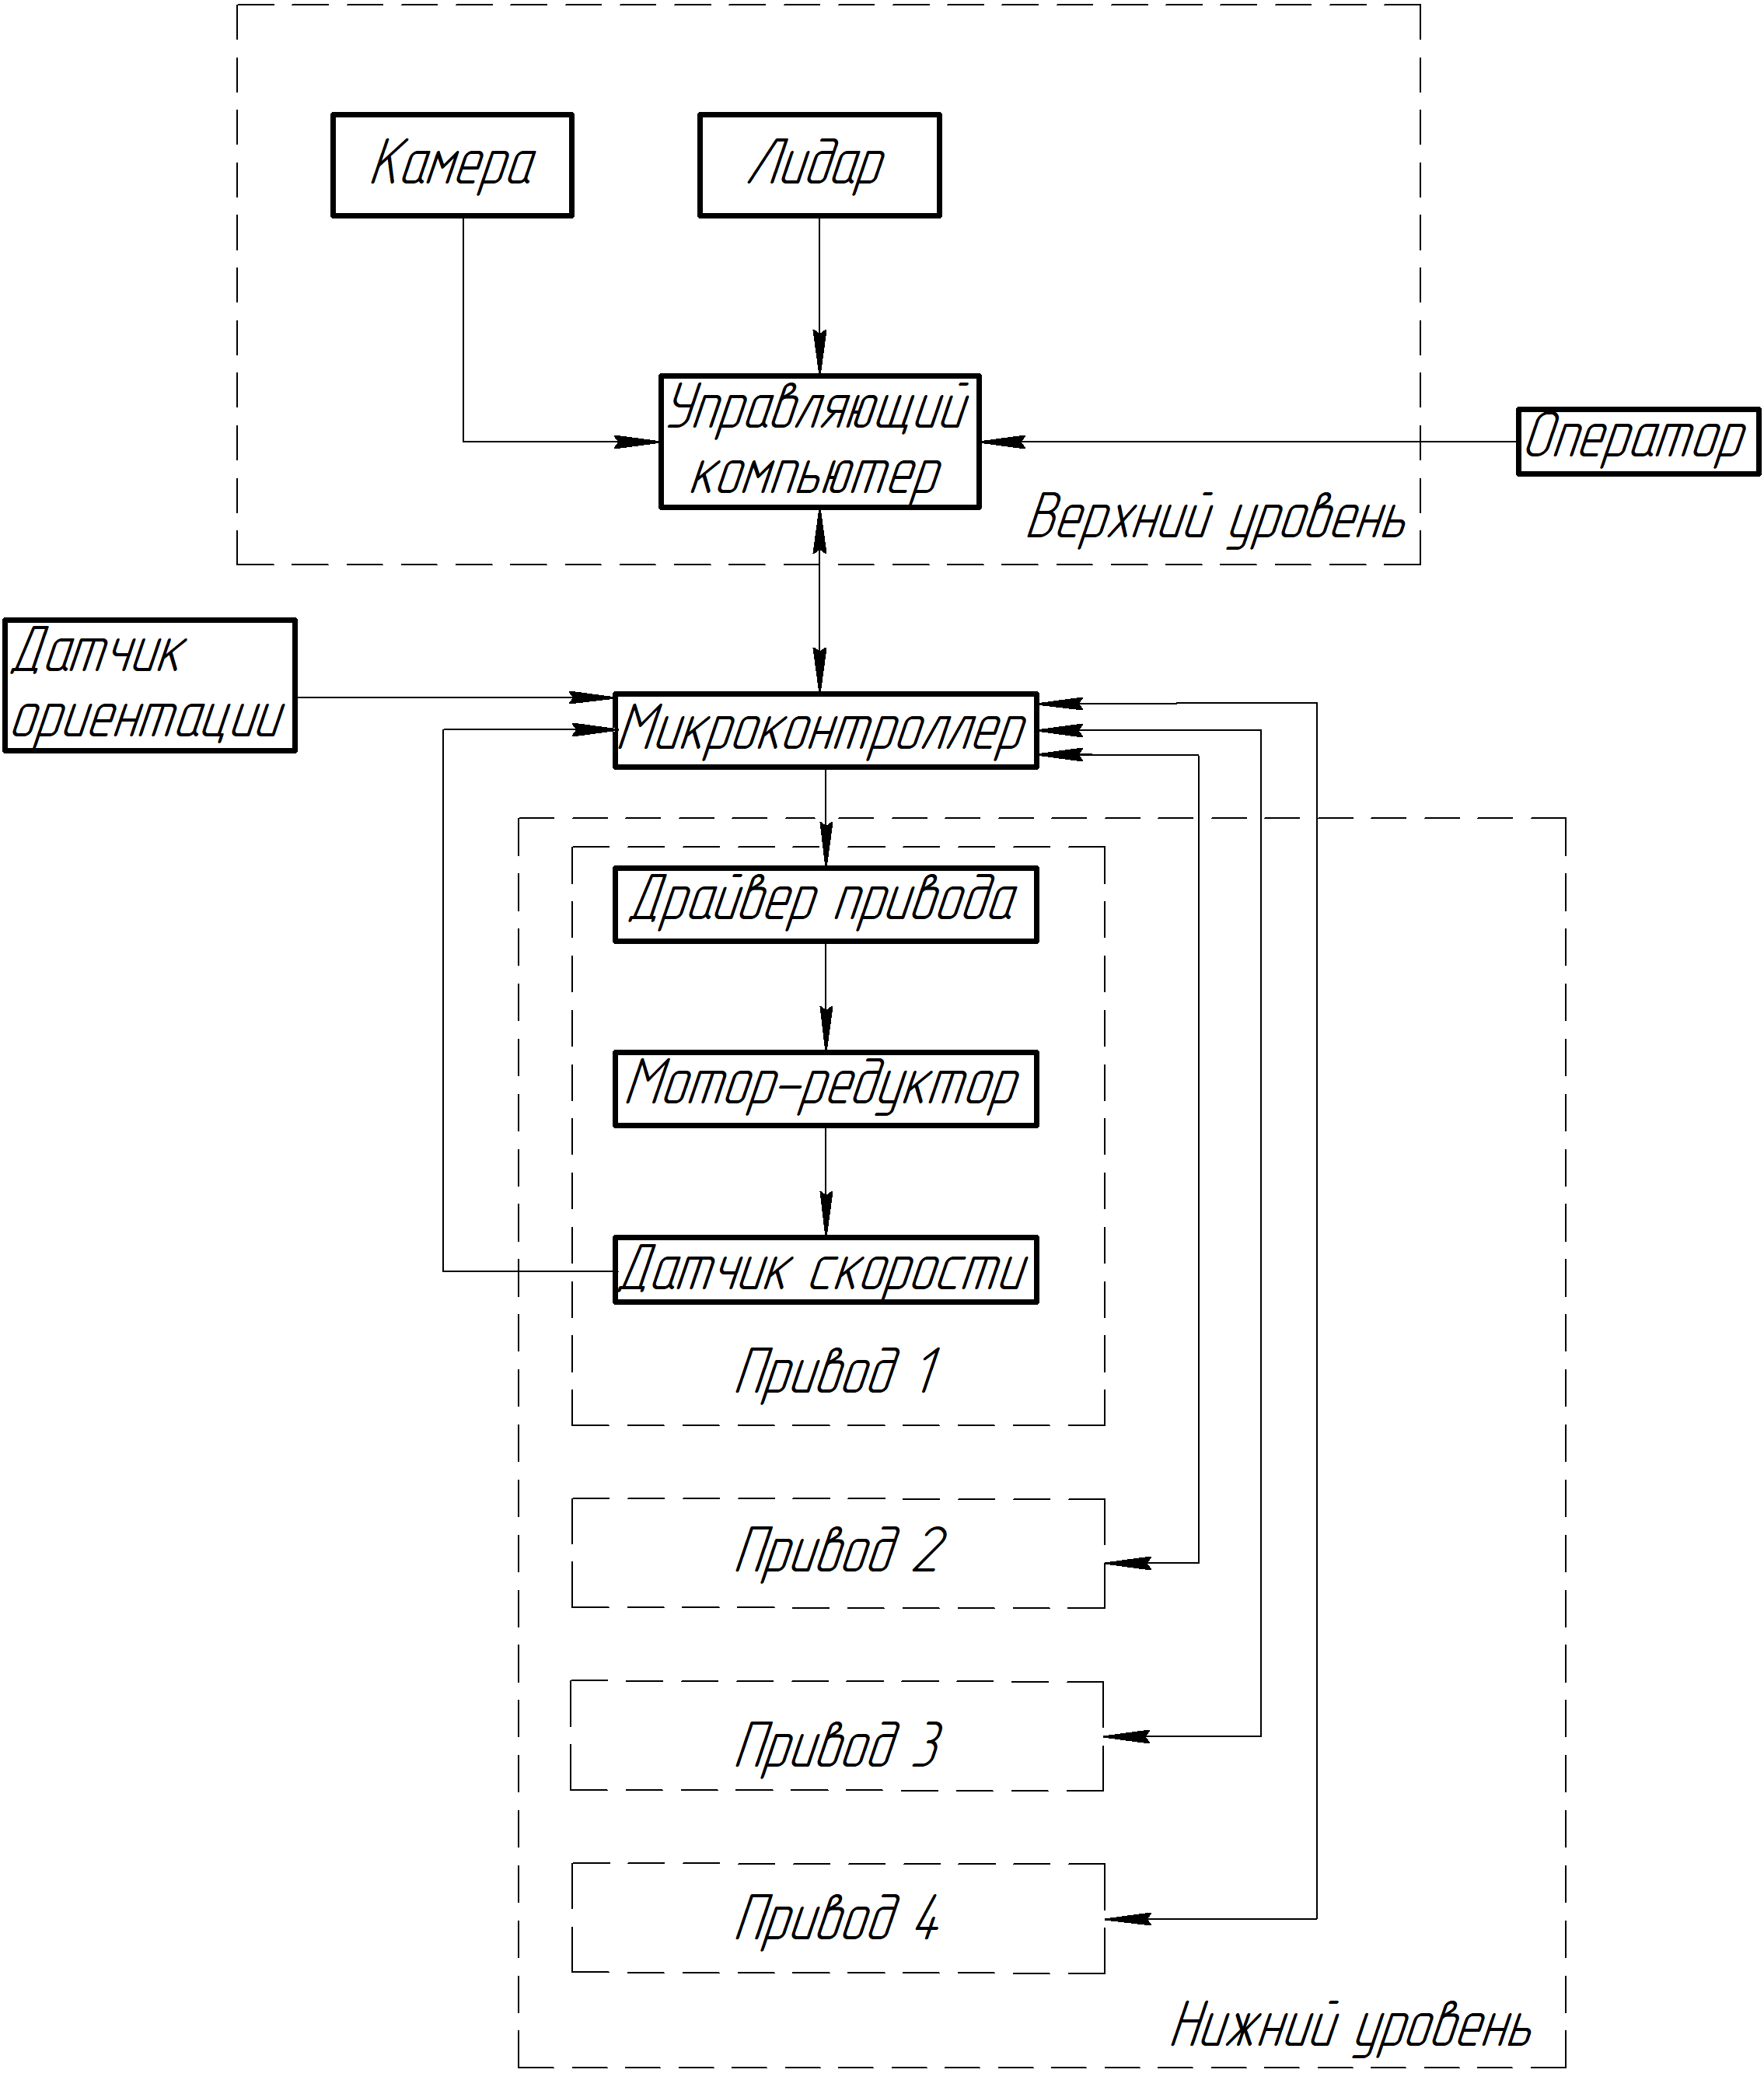 Камера
Лидар
Управляющий
компьютер
Оператор
Верхний уровень
Датчик
ориентации
Микроконтроллер
Драйвер привода
Мотор-редуктор
Датчик скорости
Привод 1
Привод 2
Привод 3
Привод 4
Нижний уровень